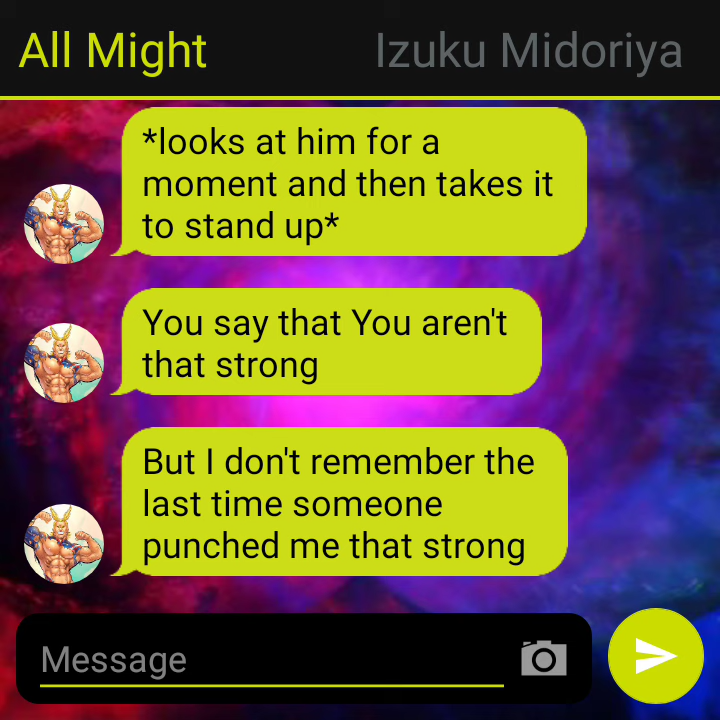 All Might
Izuku Midoriya
*looks at him for a
moment and then takes it
to stand up*
You say that You aren't
that strong
But I don't remember the
last time someone
punched me that strong
Message